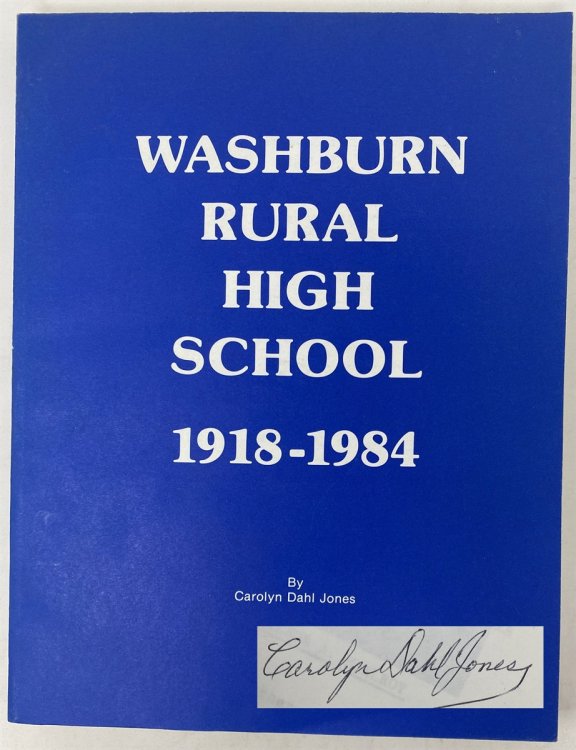 WASHBURN
RURAL
HIGH
SCHOOL
1918-1984
By
Carolyn Dahl Jones
Carolyn Dahl Jones